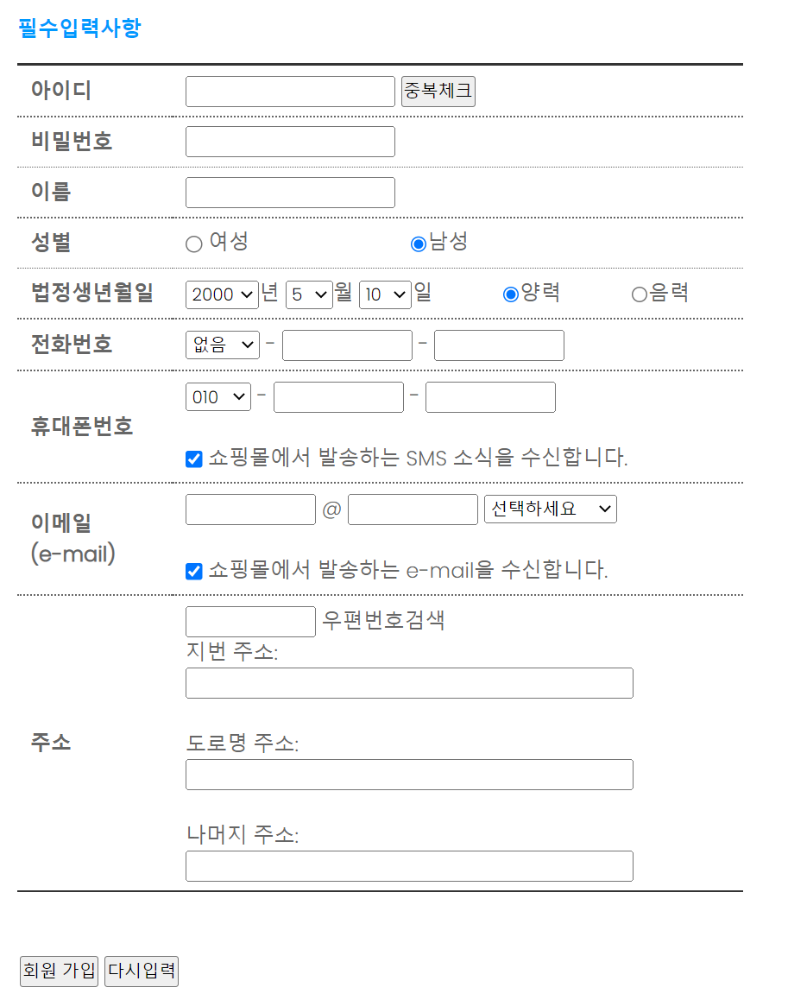 필수입력사항
아이디 중복체크
비밀번호
이름
성별 여성 남성
법정생년월일 2000 년 5 월 10 일 양력 음력
전화번호 없음 - -
휴대폰번호 010 - -
쇼핑몰에서 발송하는 SMS 소식을 수신합니다.
이메일
(e-mail) @ 선택하세요
쇼핑몰에서 발송하는 e-mail을 수신합니다.
주소 우편번호검색
지번 주소:
도로명 주소:
나머지 주소:
회원 가입 다시입력